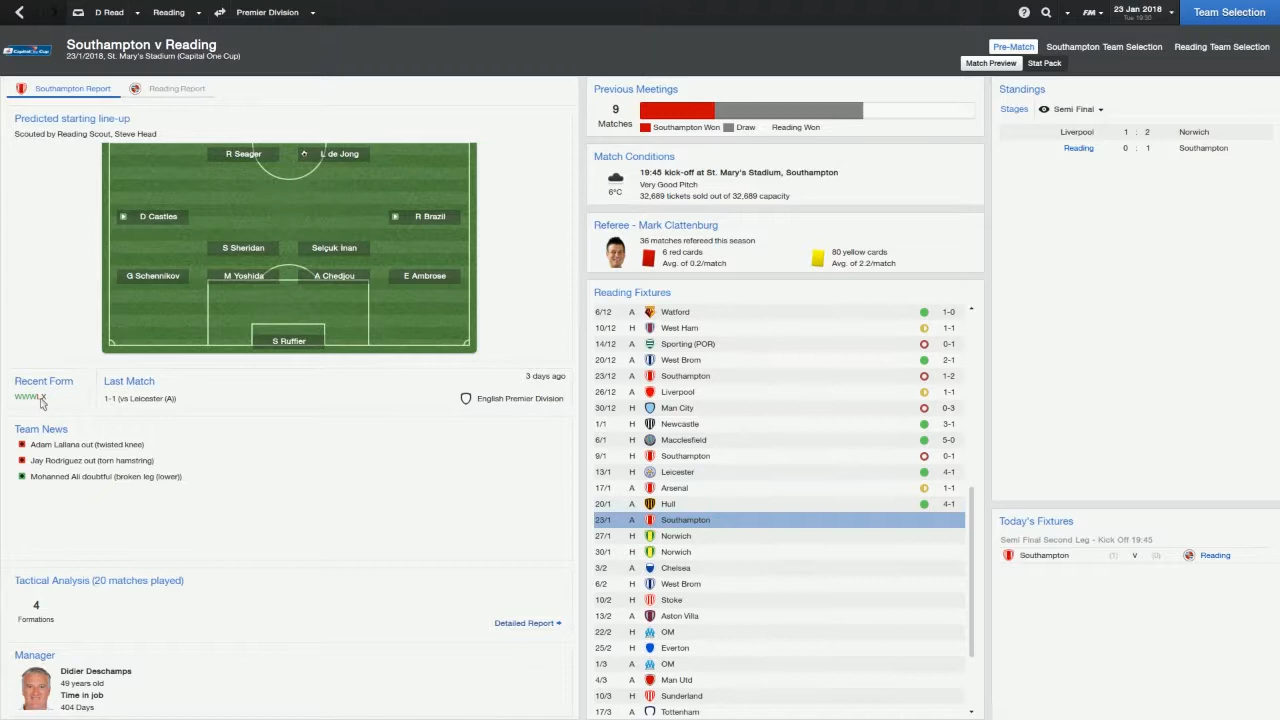 D Read
Reading
Premier Division
FM
23 Jan 2018
Tue 19:30
Team Selection
Capital One Cup
Southampton v Reading
23/1/2018, St. Mary's Stadium (Capital One Cup)
Pre-Match
Southampton Team Selection
Reading Team Selection
Match Preview
Stat Pack
Southampton Report
Reading Report
Predicted starting line-up
Scouted by Reading Scout, Steve Head
R Seager
L de Jong
D Castles
R Brazil
S Sheridan
Selçuk İnan
G Schennikov
M Yoshida
A Chedjou
E Ambrose
S Ruffier
Recent Form
Last Match
3 days ago
1-1 (vs Leicester (A))
English Premier Division
Team News
Adam Lallana out (twisted knee)
Jay Rodriguez out (torn hamstring)
Mohanned Ali doubtful (broken leg (lower))
Tactical Analysis (20 matches played)
4
Formations
Detailed Report
Manager
Didier Deschamps
49 years old
Time in job
404 Days
Previous Meetings
9
Matches
Southampton Won
Draw
Reading Won
Match Conditions
6°C
19:45 kick-off at St. Mary's Stadium, Southampton
Very Good Pitch
32,689 tickets sold out of 32,689 capacity
Referee - Mark Clattenburg
36 matches refereed this season
6 red cards
Avg. of 0.2/match
80 yellow cards
Avg. of 2.2/match
Reading Fixtures
6/12 A Watford 1-0
10/12 H West Ham 1-1
14/12 A Sporting (POR) 0-1
20/12 A West Brom 2-1
23/12 A Southampton 1-2
26/12 A Liverpool 1-1
30/12 H Man City 0-3
1/1 H Newcastle 3-1
6/1 H Macclesfield 5-0
9/1 H Southampton 0-1
13/1 H Leicester 4-1
17/1 A Arsenal 1-1
20/1 A Hull 4-1
23/1 A Southampton
27/1 H Norwich
30/1 H Norwich
3/2 A Chelsea
6/2 H West Brom
10/2 H Stoke
13/2 A Aston Villa
22/2 H OM
25/2 H Everton
1/3 A OM
4/3 A Man Utd
10/3 H Sunderland
17/3 A Tottenham
Standings
Stages
Semi Final
Liverpool 1 : 2 Norwich
Reading 0 : 1 Southampton
Today's Fixtures
Semi Final Second Leg - Kick Off 19:45
Southampton (1) v (0) Reading